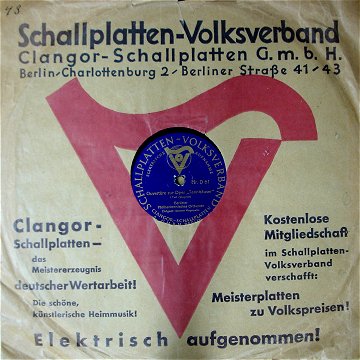 48.
Schallplatten-Volksverband
Clangor-Schallplatten G.m.b.H.
Berlin-Charlottenburg 2/Berliner Straße 41/43
SCHALLPLATTEN-VOLKSVERBAND
Clangor-
Schallplatten—
das
Meistererzeugnis
deutscher Wertarbeit!
Die schöne,
künstlerische Heimmusik!
Kostenlose
Mitgliedschaft
im Schallplatten-
Volksverband
verschafft:
Meisterplatten
zu Volkspreisen!
Elektrisch aufgenommen!